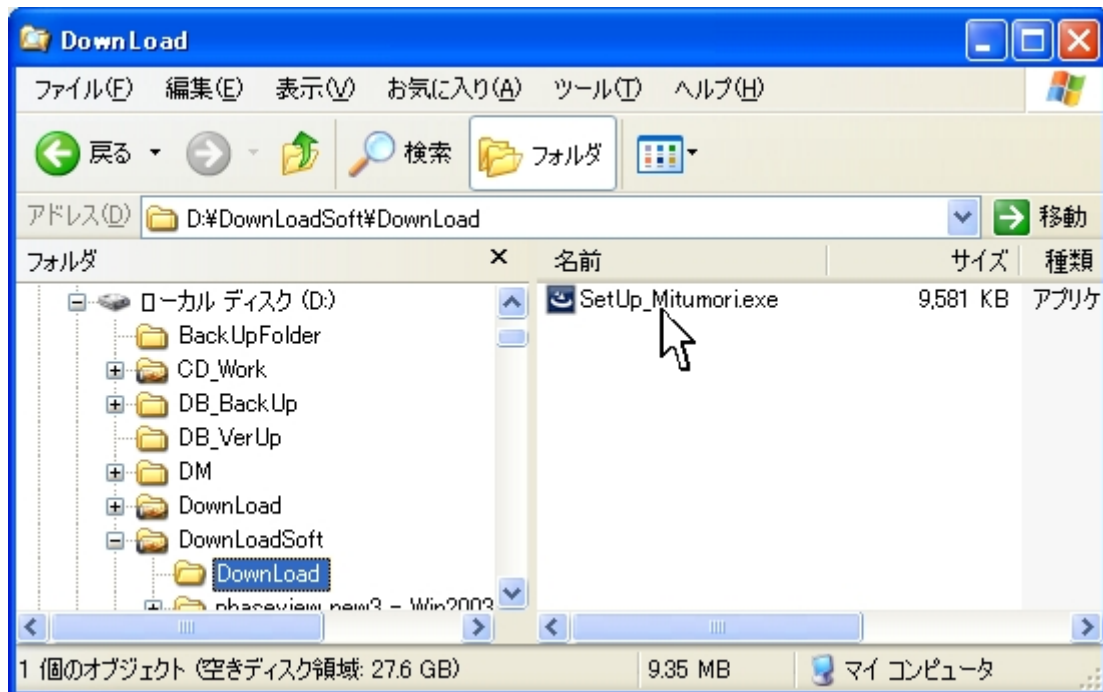 DownLoad
ファイル(F) 編集(E) 表示(V) お気に入り(A) ツール(T) ヘルプ(H)
戻る 検索 フォルダ
アドレス(D) D:¥DownLoadSoft¥DownLoad 移動
フォルダ × 名前 サイズ 種類
ローカル ディスク (D:) SetUp_Mitumori.exe 9,581 KB アプリケ
BackUpFolder
CD_Work
DB_BackUp
DB_VerUp
DM
DownLoad
DownLoadSoft
DownLoad
phaseview_new3 - Win2003
1 個のオブジェクト (空きディスク領域: 27.6 GB) 9.35 MB マイ コンピュータ